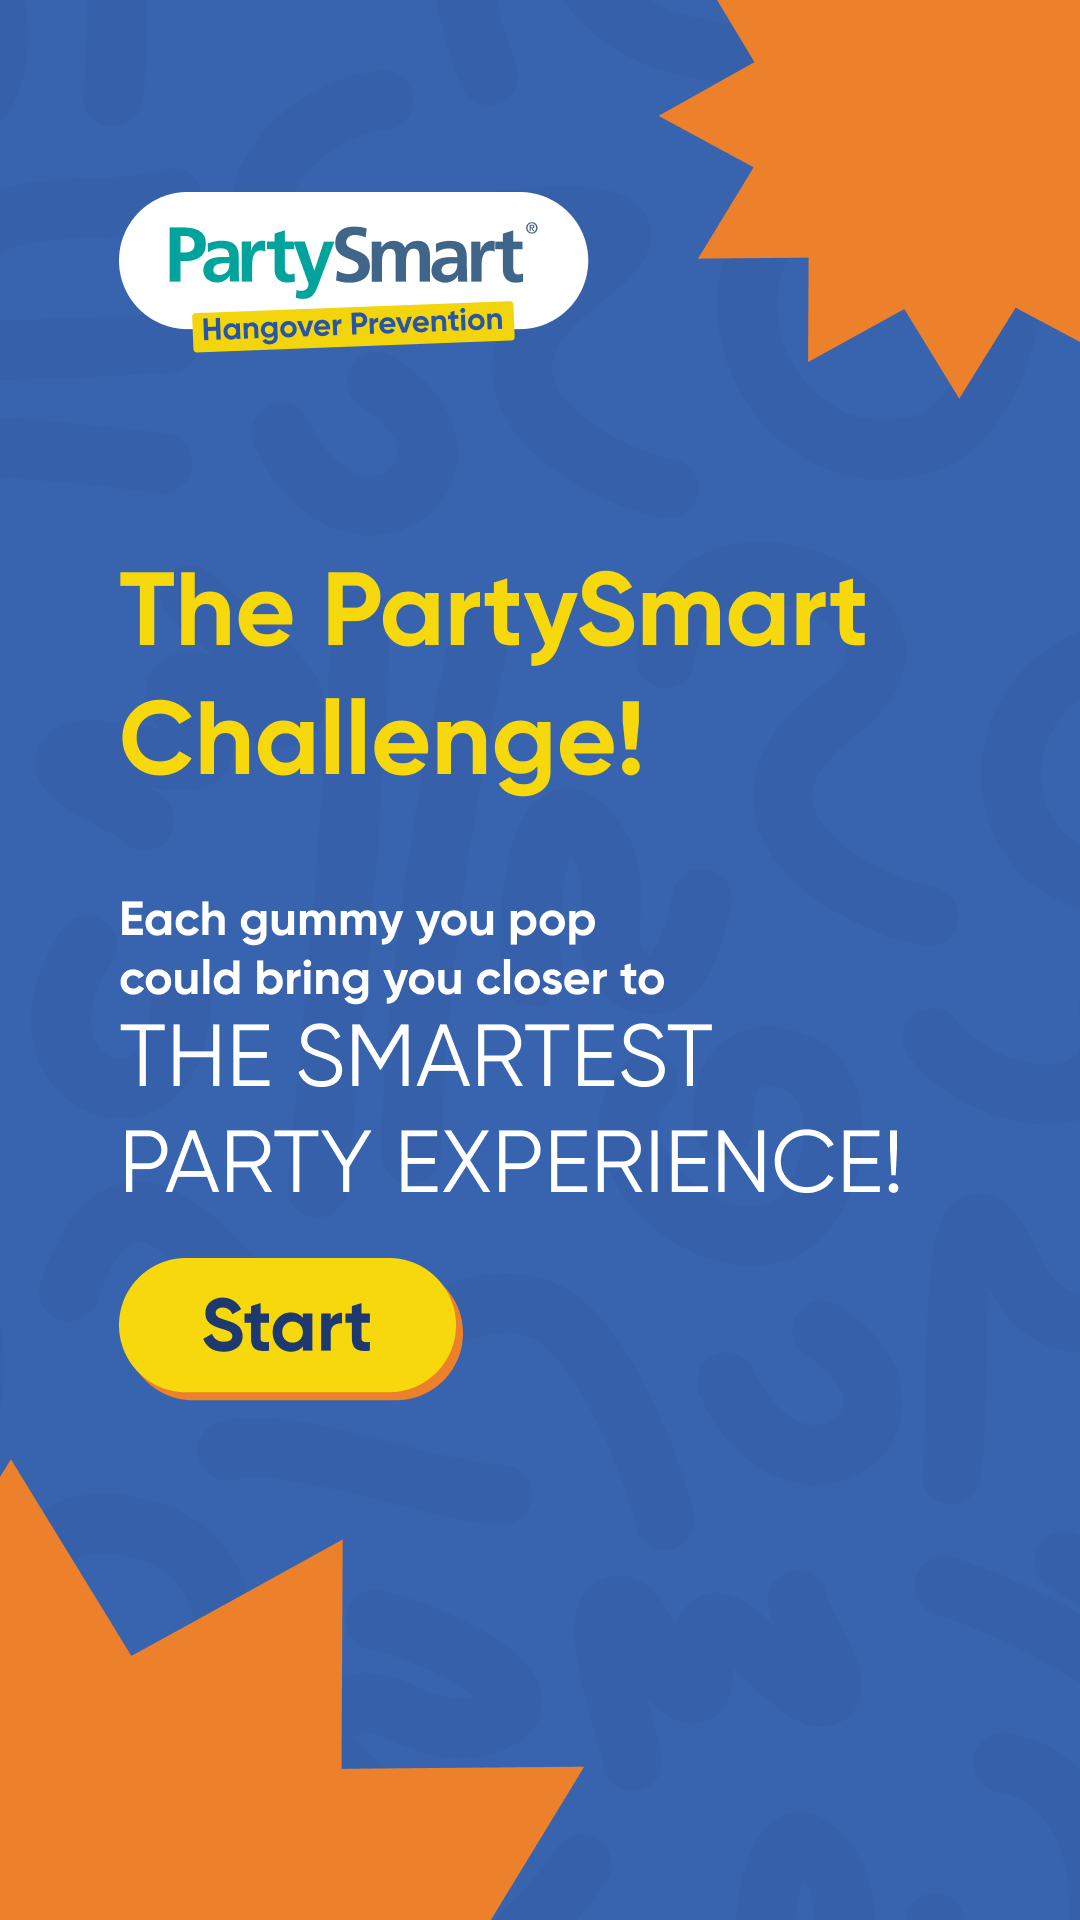 PartySmart®
Hangover Prevention
The PartySmart
Challenge!
Each gummy you pop
could bring you closer to
THE SMARTEST
PARTY EXPERIENCE!
Start